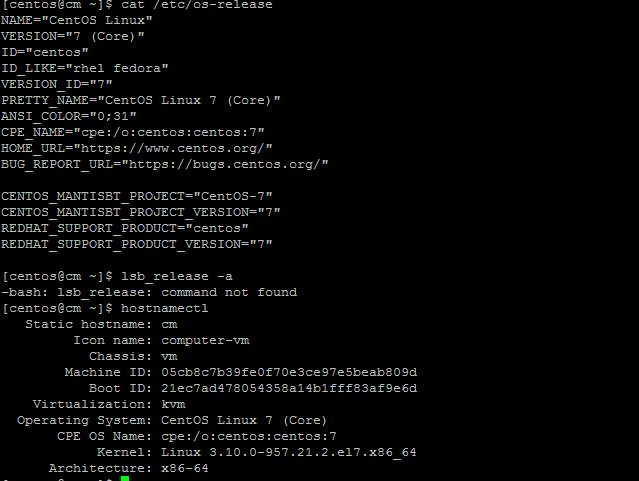 [centos@cm ~]$ cat /etc/os-release
NAME="CentOS Linux"
VERSION="7 (Core)"
ID="centos"
ID_LIKE="rhel fedora"
VERSION_ID="7"
PRETTY_NAME="CentOS Linux 7 (Core)"
ANSI_COLOR="0;31"
CPE_NAME="cpe:/o:centos:centos:7"
HOME_URL="https://www.centos.org/"
BUG_REPORT_URL="https://bugs.centos.org/"

CENTOS_MANTISBT_PROJECT="CentOS-7"
CENTOS_MANTISBT_PROJECT_VERSION="7"
REDHAT_SUPPORT_PRODUCT="centos"
REDHAT_SUPPORT_PRODUCT_VERSION="7"

[centos@cm ~]$ lsb_release -a
-bash: lsb_release: command not found
[centos@cm ~]$ hostnamectl
   Static hostname: cm
         Icon name: computer-vm
           Chassis: vm
        Machine ID: 05cb8c7b39fe0f70e3ce97e5beab809d
           Boot ID: 21ec7ad478054358a14b1fff83af9e6d
    Virtualization: kvm
  Operating System: CentOS Linux 7 (Core)
       CPE OS Name: cpe:/o:centos:centos:7
            Kernel: Linux 3.10.0-957.21.2.el7.x86_64
      Architecture: x86-64